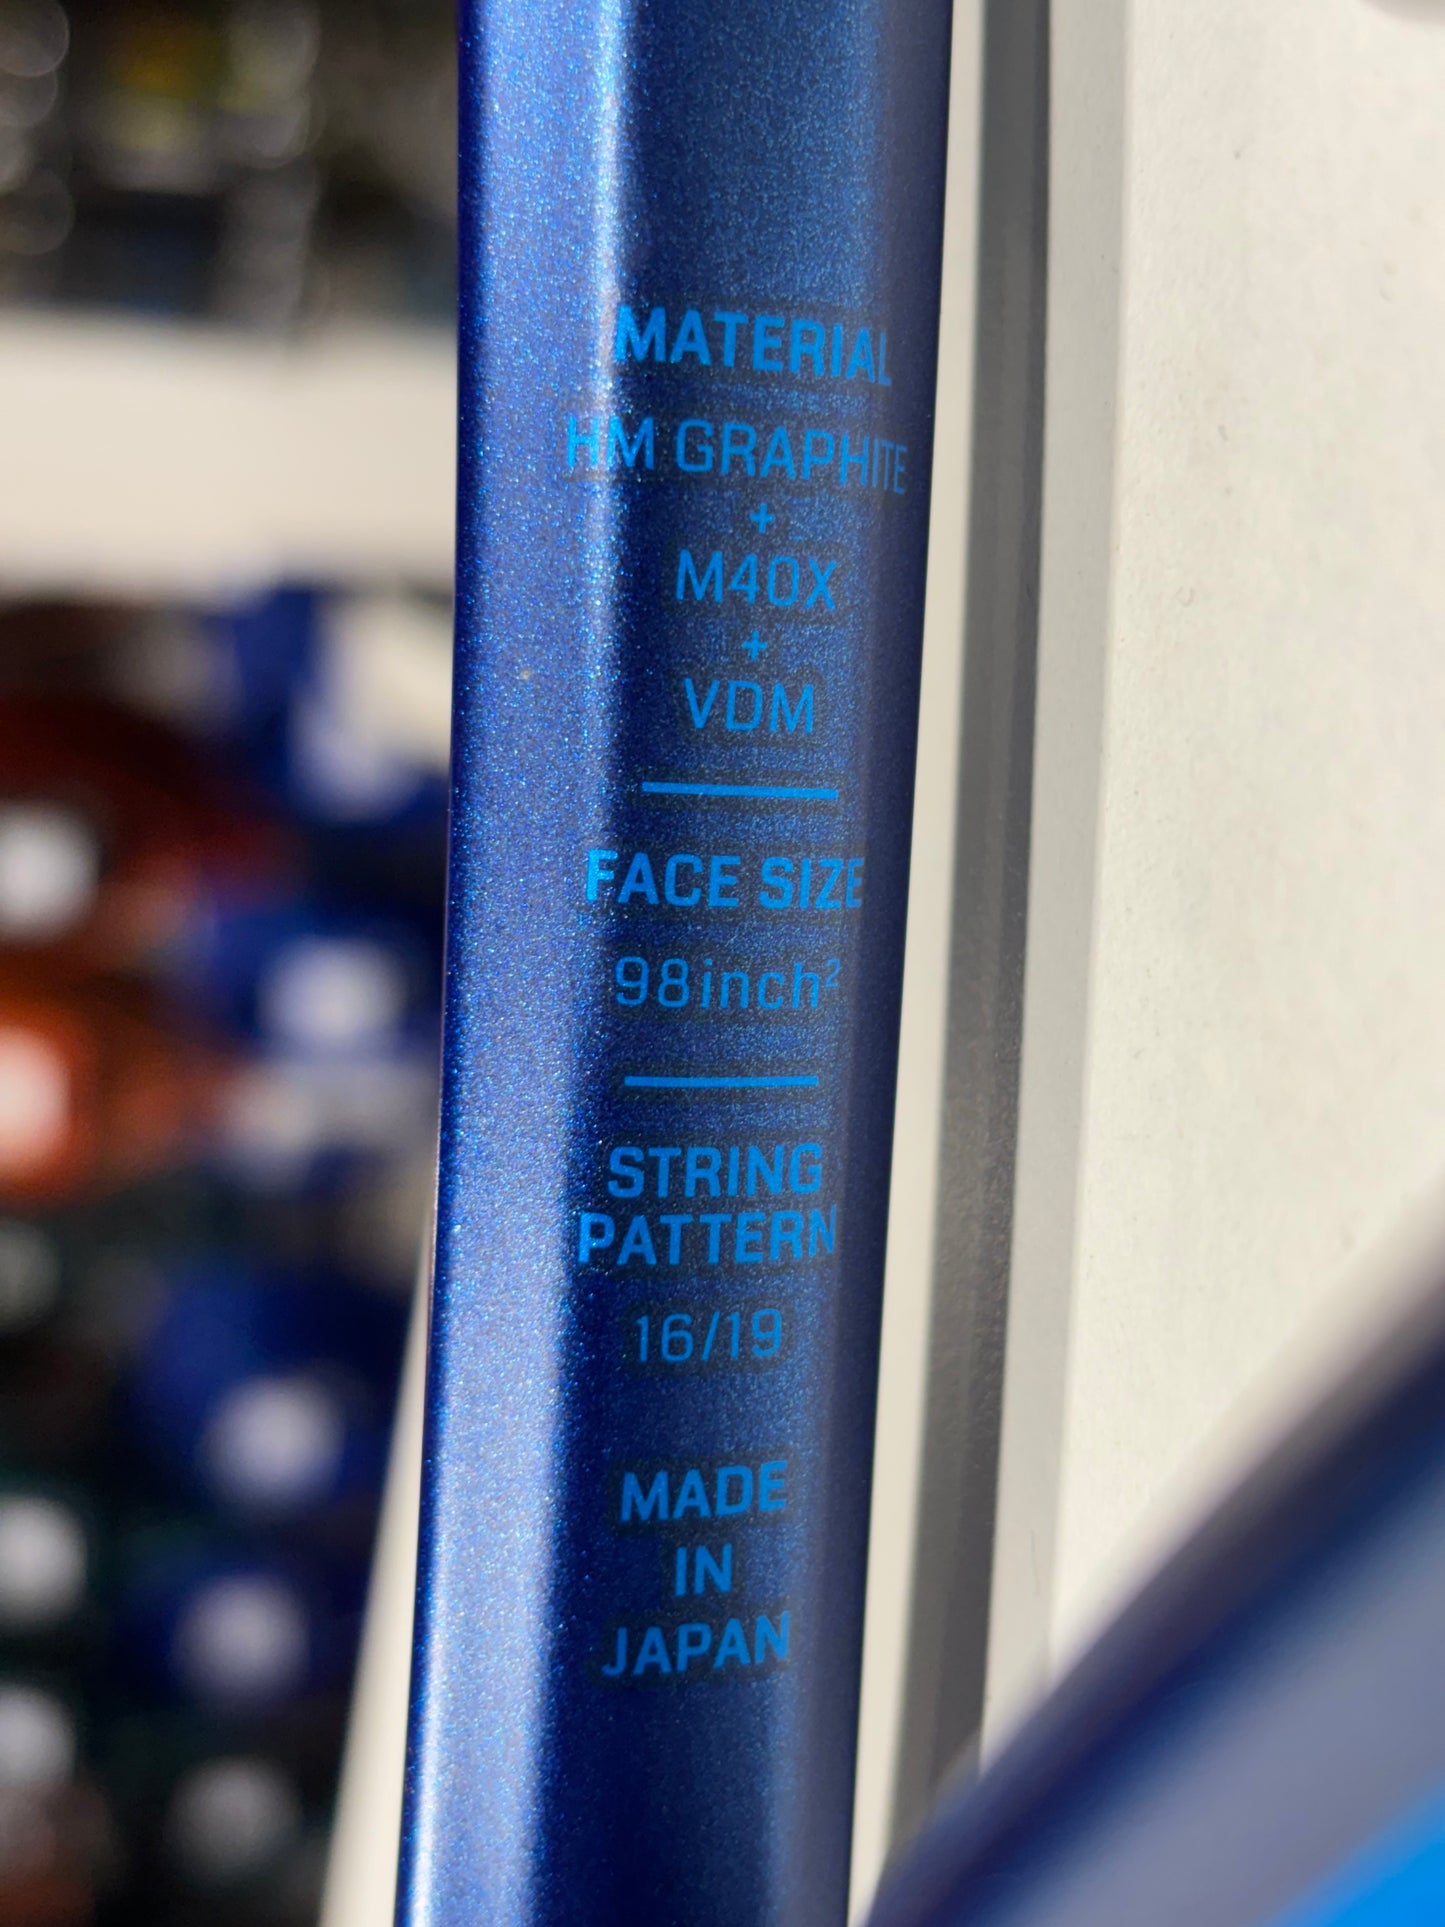 MATERIAL
HM GRAPHITE
+
M40X
+
VDM
FACE SIZE
98inch²
STRING
PATTERN
16/19
MADE
IN
JAPAN